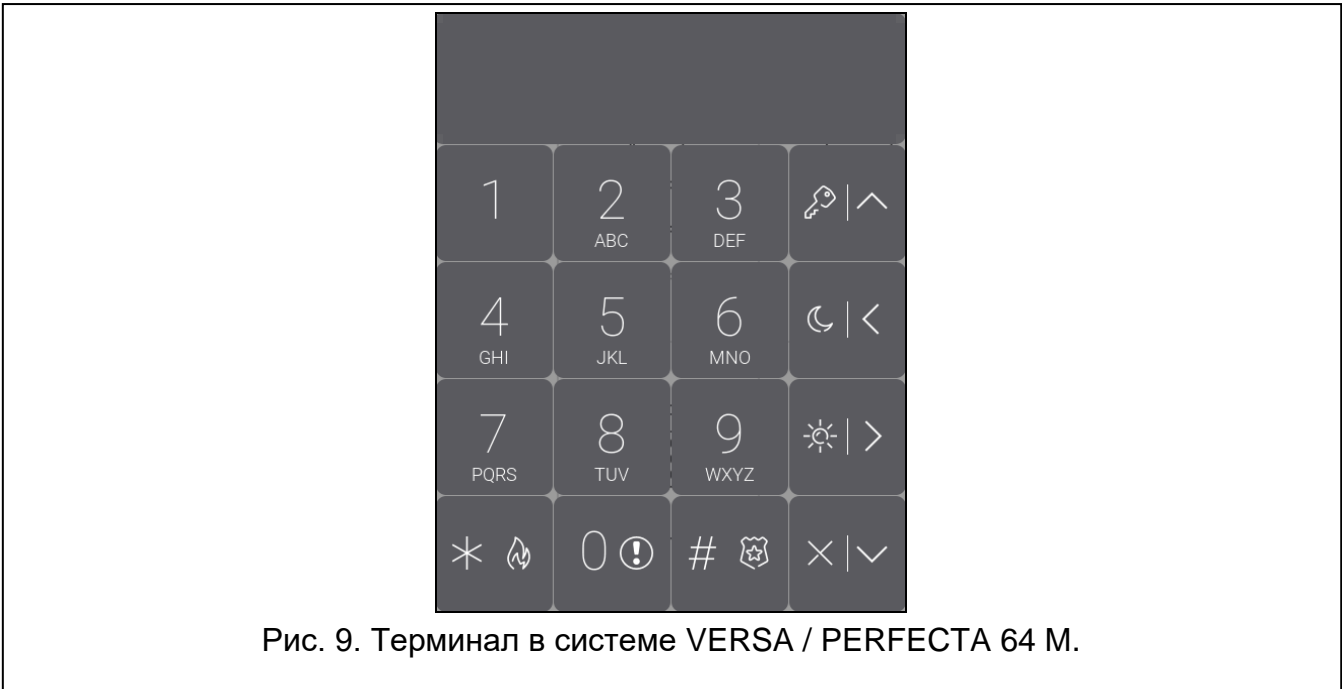 1 2 3
ABC DEF
4 5 6
GHI JKL MNO
7 8 9
PQRS TUV WXYZ
* 0 #
Рис. 9. Терминал в системе VERSA / PERFECTA 64 M.